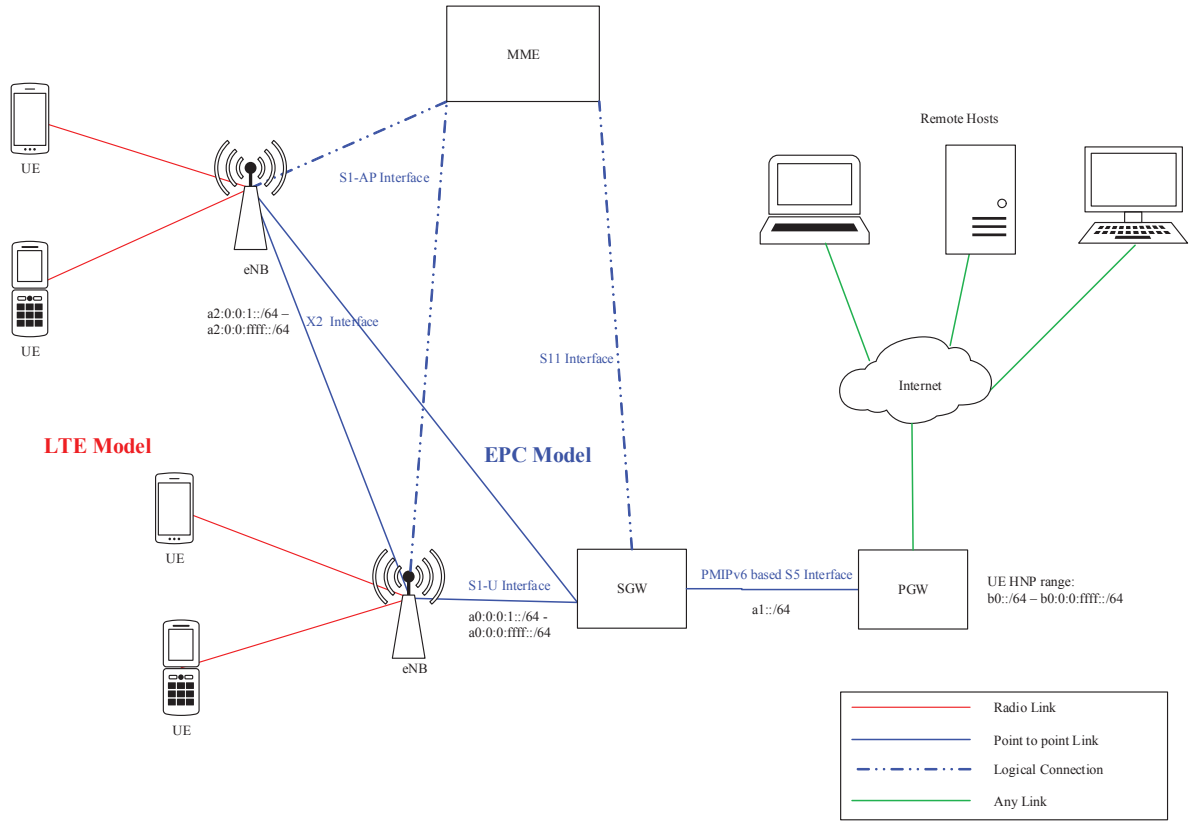 MME
Remote Hosts
UE
S1-AP Interface
eNB
a2:0:0:1::/64 –
a2:0:0:ffff::/64
X2 Interface
UE
S11 Interface
Internet
LTE Model
EPC Model
UE
S1-U Interface
SGW
PMIPv6 based S5 Interface
PGW
UE HNP range:
b0::/64 – b0:0:0:ffff::/64
a0:0:0:1::/64 -
a0:0:0:ffff::/64
a1::/64
eNB
UE
Radio Link
Point to point Link
Logical Connection
Any Link